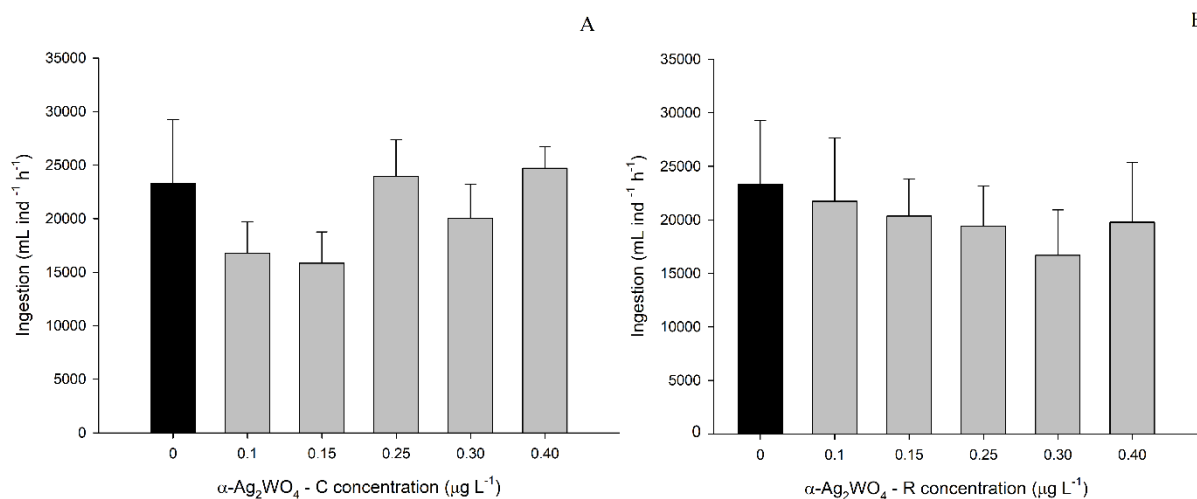 A
35000
30000
25000
20000
15000
10000
5000
0
Ingestion (mL ind⁻¹ h⁻¹)
0 0.1 0.15 0.25 0.30 0.40
α-Ag₂WO₄ - C concentration (µg L⁻¹)
35000
30000
25000
20000
15000
10000
5000
0
Ingestion (mL ind⁻¹ h⁻¹)
0 0.1 0.15 0.25 0.30 0.40
α-Ag₂WO₄ - R concentration (µg L⁻¹)